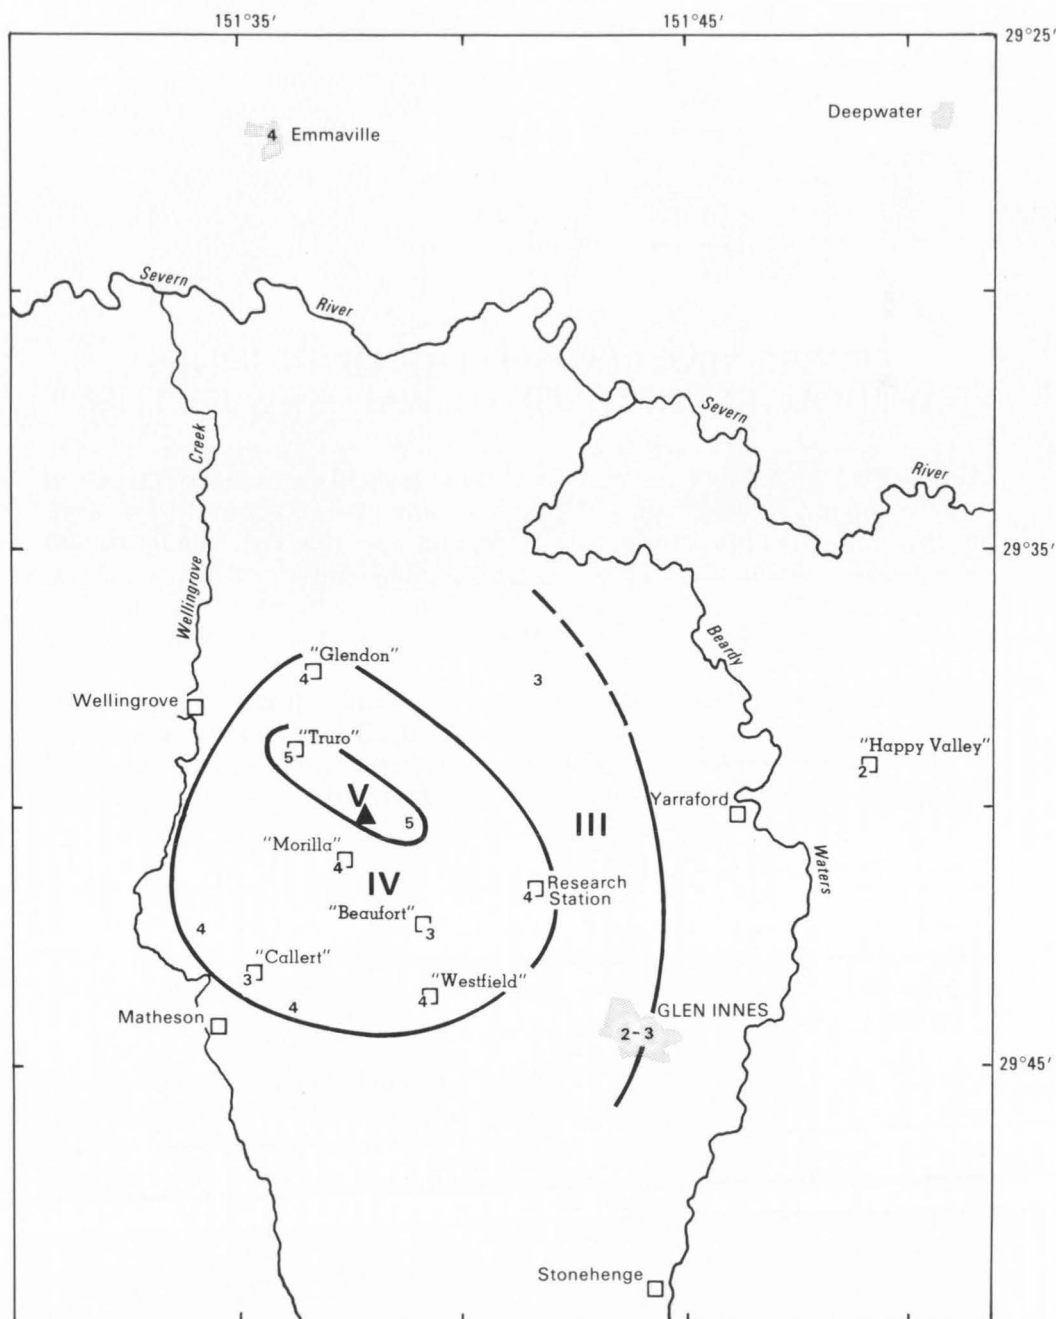 151°35′
151°45′
29°25′
4 Emmaville
Deepwater
Severn
River
Severn
River
Creek
Wellingrove
29°35′
Beardy
Waters
"Glendon"
4
3
Wellingrove
"Truro"
5
"Happy Valley"
2
V
5
Yarraford
III
"Morilla"
4
IV
Research
Station
4
"Beaufort"
3
4
"Callert"
3
"Westfield"
4
4
Matheson
GLEN INNES
2-3
29°45′
Stonehenge